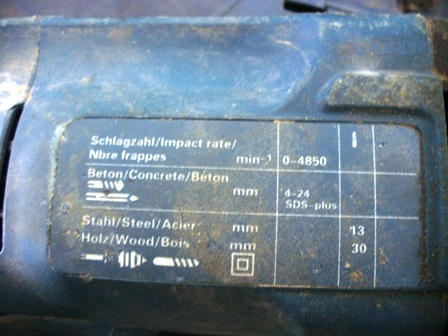 Schlagzahl/Impact rate/
Nbre frappes min⁻¹ 0-4850
Beton/Concrete/Béton
mm 4-24
SDS-plus
Stahl/Steel/Acier mm 13
Holz/Wood/Bois mm 30